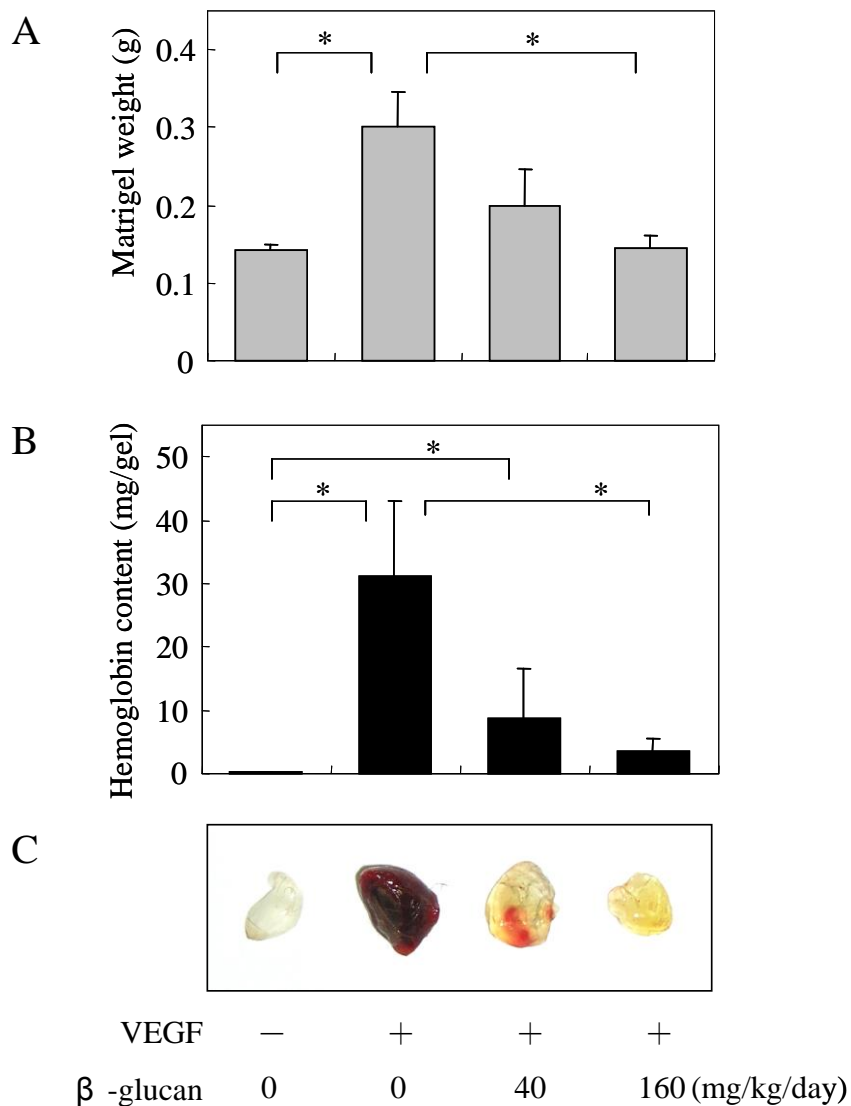 A
Matrigel weight (g)
0.4
0.3
0.2
0.1
0
*
*
B
Hemoglobin content (mg/gel)
50
40
30
20
10
0
*
*
*
C
VEGF — + + +
β -glucan 0 0 40 160 (mg/kg/day)